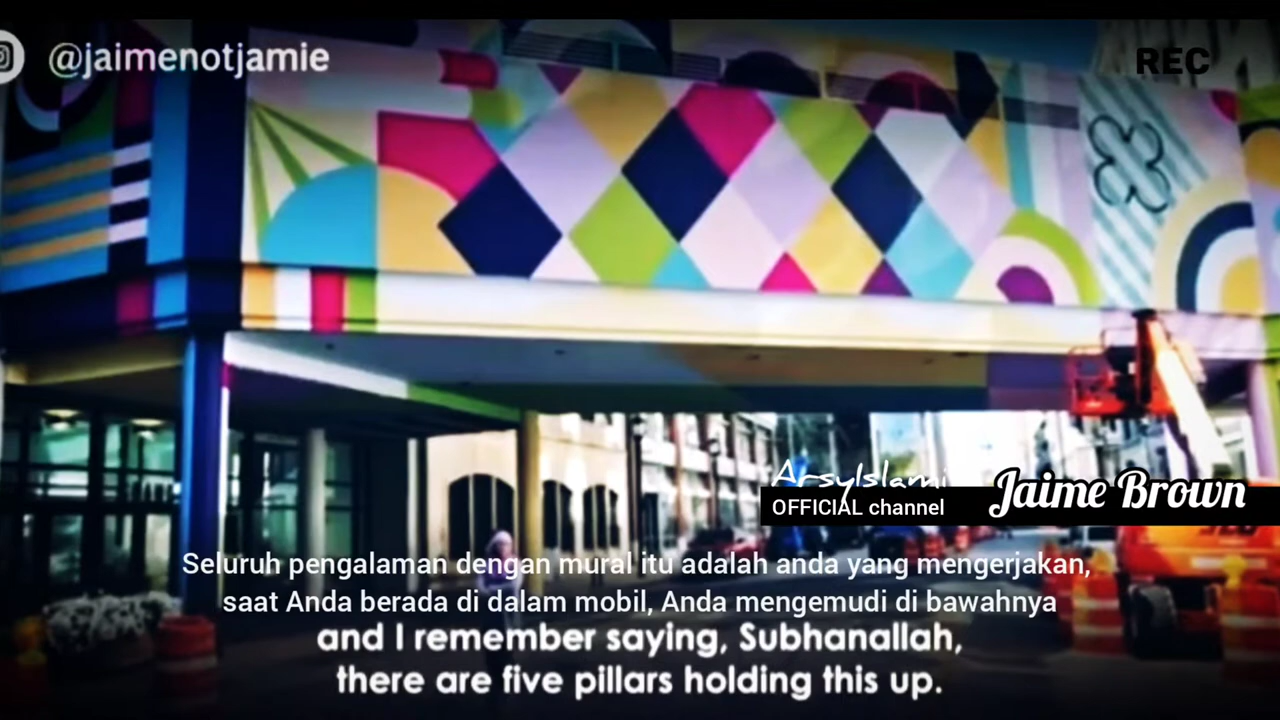 @jaimenotjamie
REC
ArsyIslami
OFFICIAL channel
Jaime Brown
Seluruh pengalaman dengan mural itu adalah anda yang mengerjakan,
saat Anda berada di dalam mobil, Anda mengemudi di bawahnya
and I remember saying, Subhanallah,
there are five pillars holding this up.